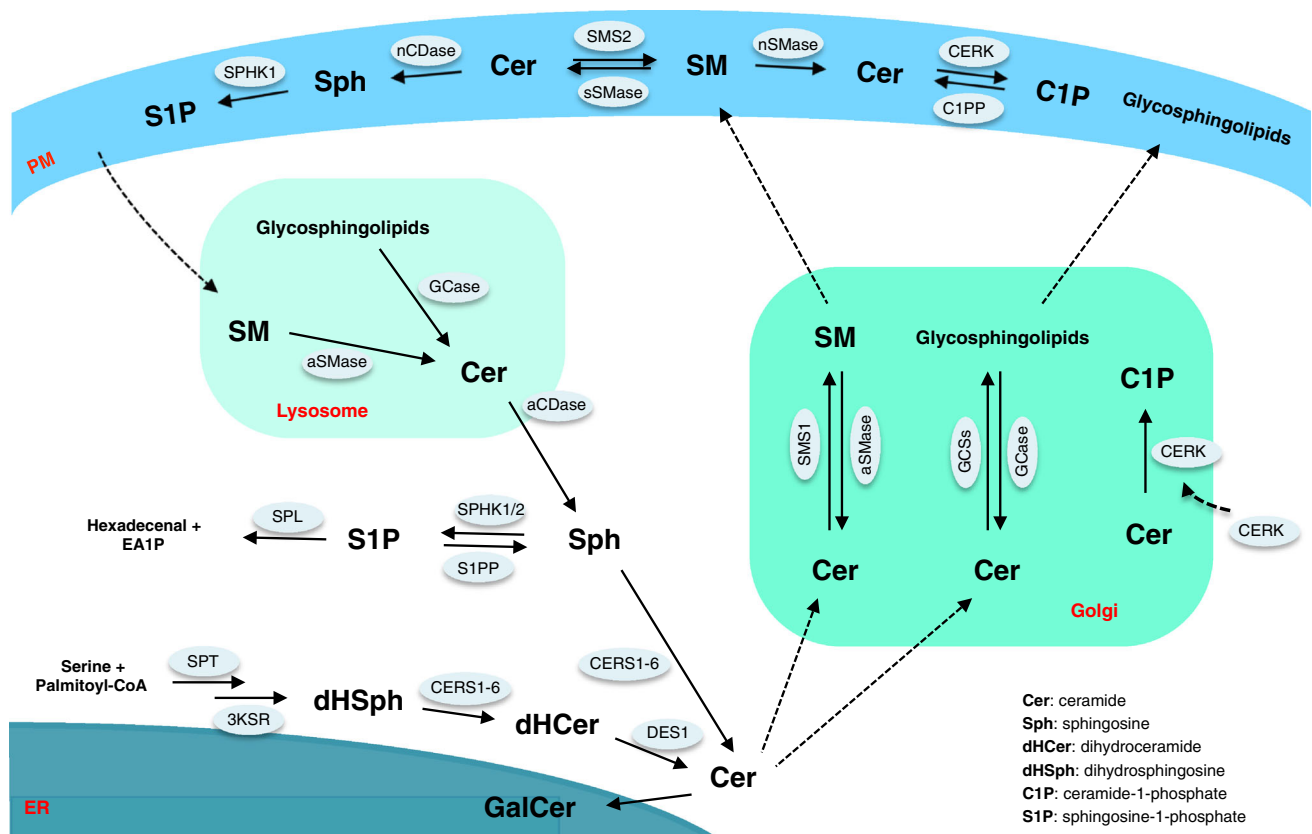 SMS2
nCDase
nSMase
CERK
SPHK1
Sph
Cer
SM
Cer
C1P
S1P
sSMase
C1PP
Glycosphingolipids
PM
Glycosphingolipids
GCase
SM
aSMase
Cer
Lysosome
aCDase
SM
Glycosphingolipids
C1P
SMS1
aSMase
GCSs
GCase
CERK
CERK
Cer
Cer
Cer
Golgi
Hexadecenal +
EA1P
SPL
S1P
SPHK1/2
S1PP
Sph
Serine +
Palmitoyl-CoA
SPT
3KSR
dHSph
CERS1-6
dHCer
DES1
CERS1-6
Cer
GalCer
ER
Cer: ceramide
Sph: sphingosine
dHCer: dihydroceramide
dHSph: dihydrosphingosine
C1P: ceramide-1-phosphate
S1P: sphingosine-1-phosphate